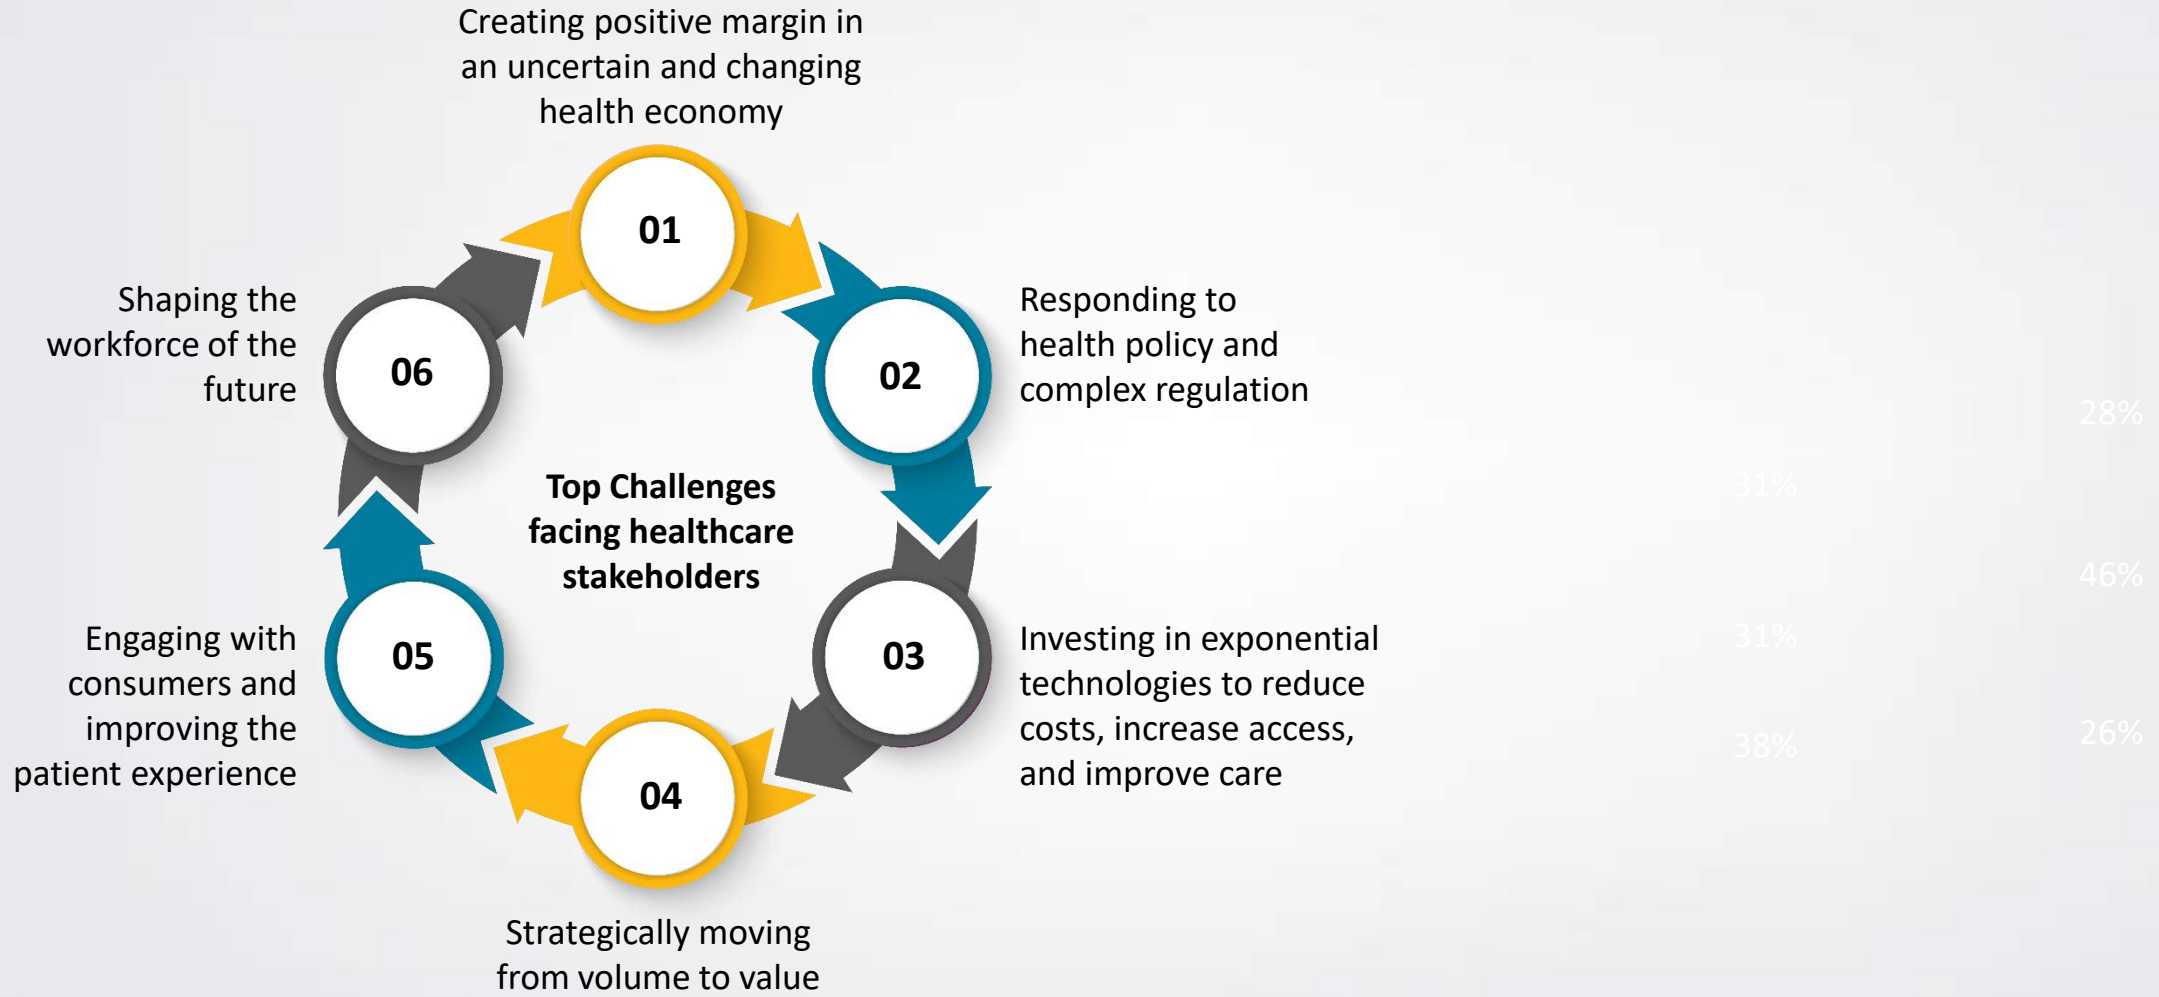 Creating positive margin in
an uncertain and changing
health economy
01
Responding to
health policy and
complex regulation
02
Investing in exponential
technologies to reduce
costs, increase access,
and improve care
03
Strategically moving
from volume to value
04
Engaging with
consumers and
improving the
patient experience
05
Shaping the
workforce of the
future
06
Top Challenges
facing healthcare
stakeholders
31%
31%
38%
28%
46%
26%